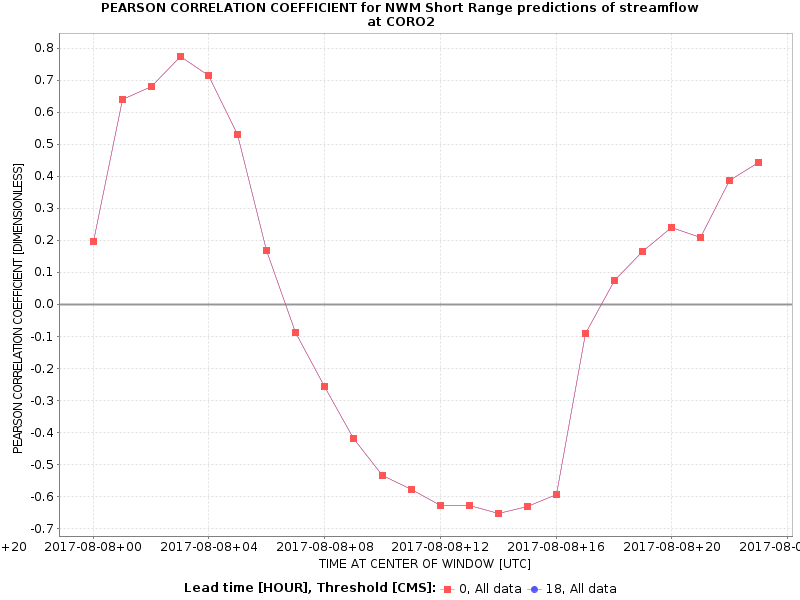 PEARSON CORRELATION COEFFICIENT for NWM Short Range predictions of streamflow
at CORO2
PEARSON CORRELATION COEFFICIENT [DIMENSIONLESS]
0.8
0.7
0.6
0.5
0.4
0.3
0.2
0.1
0.0
-0.1
-0.2
-0.3
-0.4
-0.5
-0.6
-0.7
+20 2017-08-08+00 2017-08-08+04 2017-08-08+08 2017-08-08+12 2017-08-08+16 2017-08-08+20 2017-08-0
TIME AT CENTER OF WINDOW [UTC]
Lead time [HOUR], Threshold [CMS]: 0, All data 18, All data